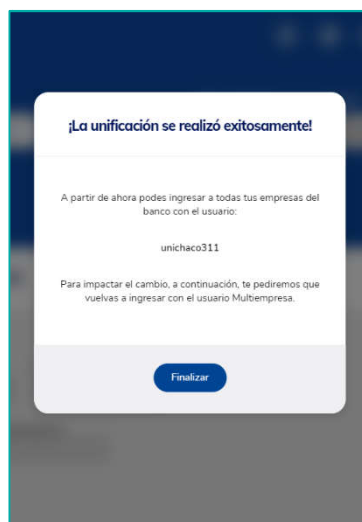 ¡La unificación se realizó exitosamente!
A partir de ahora podes ingresar a todas tus empresas del
banco con el usuario:
unichaco311
Para impactar el cambio, a continuación, te pediremos que
vuelvas a ingresar con el usuario Multiempresa.
Finalizar